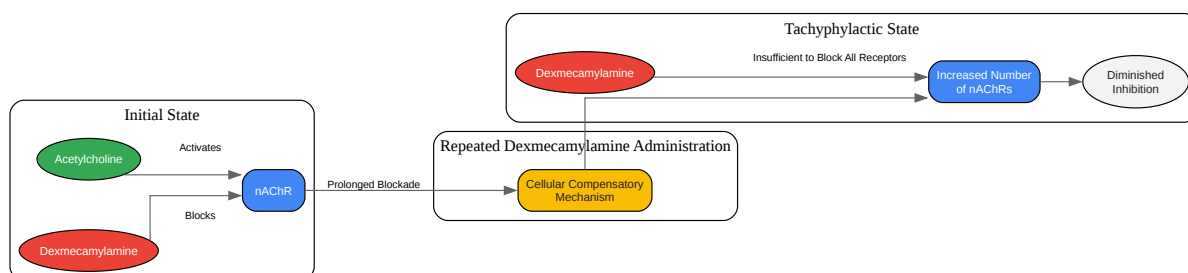 Initial State
Acetylcholine
Activates
nAChR
Blocks
Dexmecamylamine
Prolonged Blockade
Repeated Dexmecamylamine Administration
Cellular Compensatory
Mechanism
Tachyphylactic State
Dexmecamylamine
Insufficient to Block All Receptors
Increased Number
of nAChRs
Diminished
Inhibition